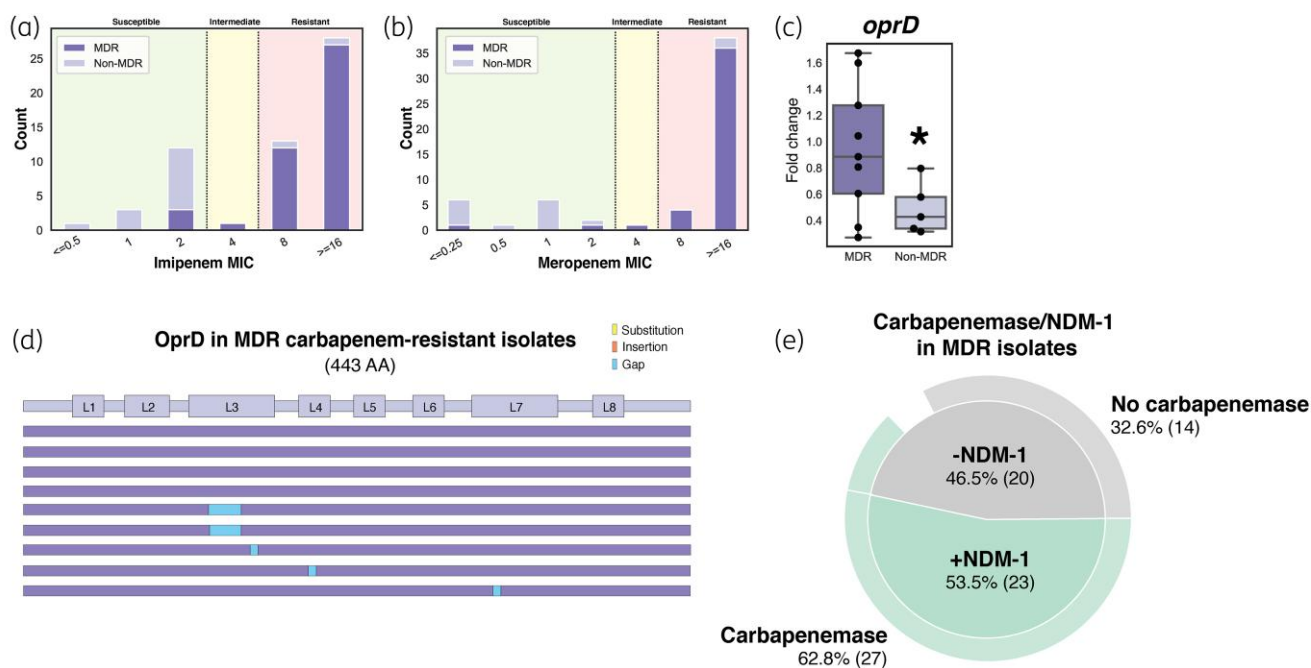 (a)
Susceptible
Intermediate
Resistant
MDR
Non-MDR
25
20
15
10
5
0
Count
<=0.5
1
2
4
8
>=16
Imipenem MIC
(b)
Susceptible
Intermediate
Resistant
MDR
Non-MDR
35
30
25
20
15
10
5
0
Count
<=0.25
0.5
1
2
4
8
>=16
Meropenem MIC
(c)
oprD
1.6
1.4
1.2
1.0
0.8
0.6
0.4
Fold change
*
MDR
Non-MDR
(d)
OprD in MDR carbapenem-resistant isolates
(443 AA)
Substitution
Insertion
Gap
L1 L2 L3 L4 L5 L6 L7 L8
(e)
Carbapenemase/NDM-1
in MDR isolates
No carbapenemase
32.6% (14)
-NDM-1
46.5% (20)
+NDM-1
53.5% (23)
Carbapenemase
62.8% (27)